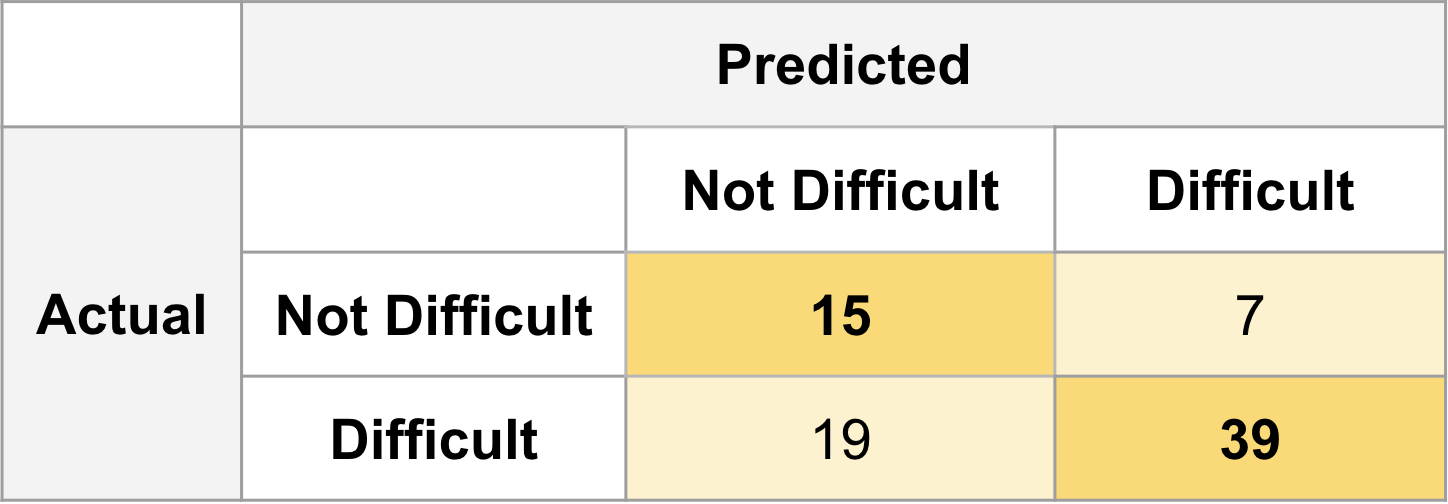 Predicted
Not Difficult Difficult
Actual
Not Difficult 15 7
Difficult 19 39